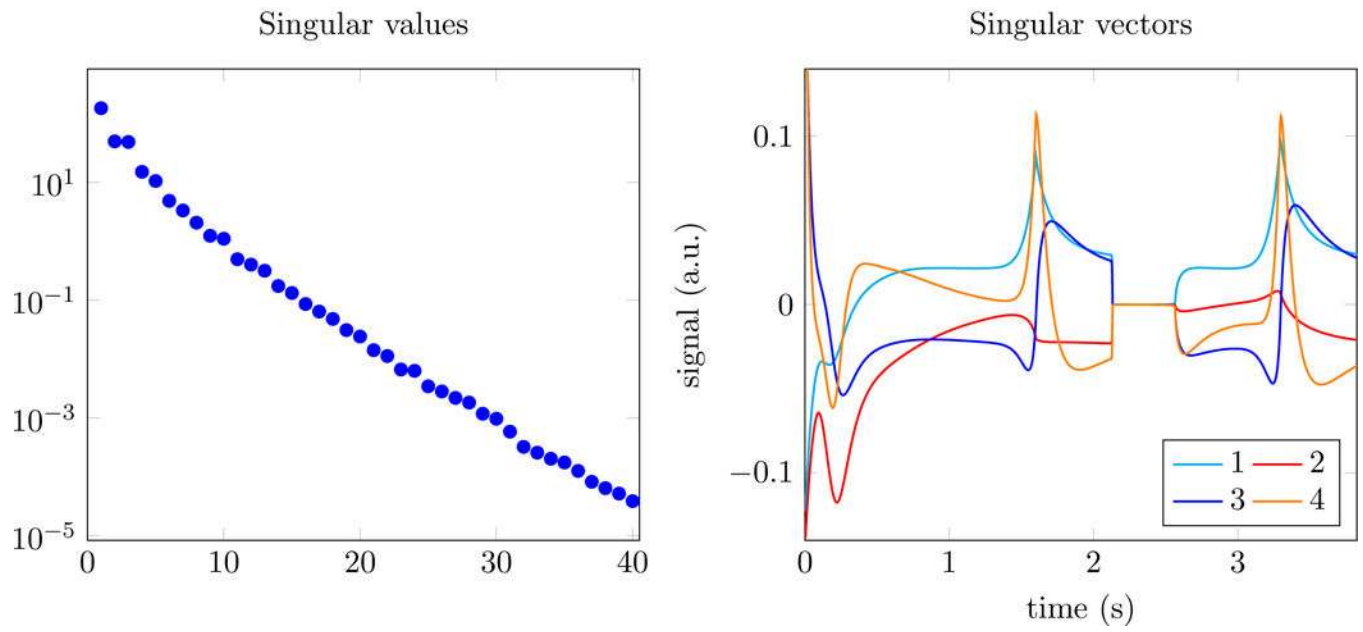 Singular values
10^1
10^−1
10^−3
10^−5
0 10 20 30 40
Singular vectors
signal (a.u.)
0.1
0
−0.1
0 1 2 3
time (s)
1 2
3 4